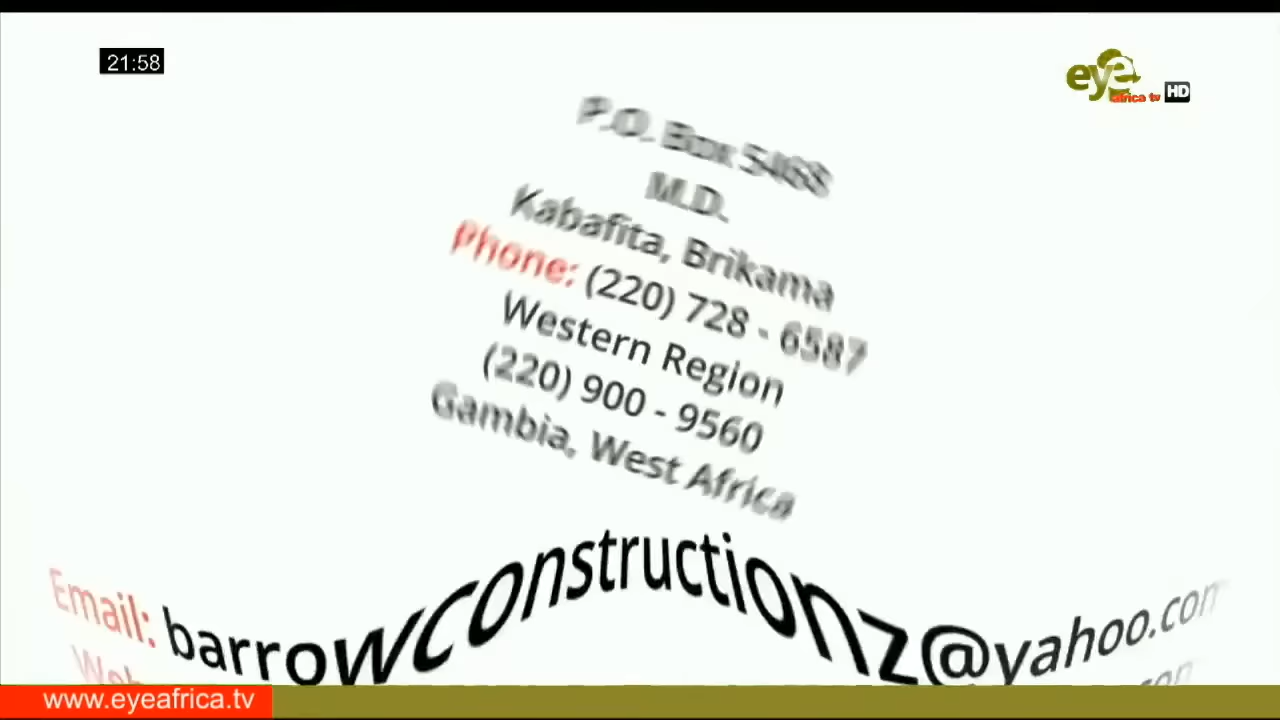 21:58
eye
africa tv HD
P.O. Box 5468
M.D.
Kabafita, Brikama
Phone: (220) 728 - 6587
Western Region
(220) 900 - 9560
Gambia, West Africa
Email: barrowconstructionz@yahoo.com
www.eyeafrica.tv